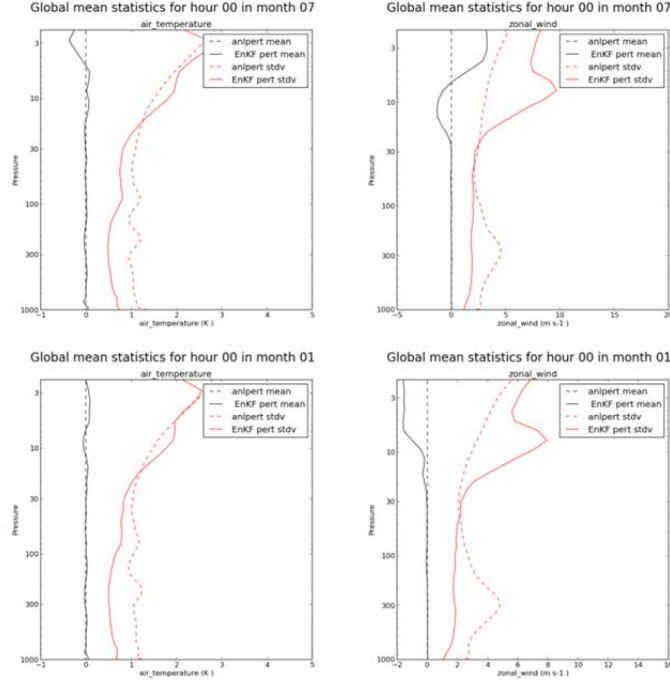 Global mean statistics for hour 00 in month 07
air_temperature
anlpert mean
EnKF pert mean
anlpert stdv
EnKF pert stdv
Pressure
3
10
30
100
300
1000
−1 0 1 2 3 4 5
air_temperature (K )
Global mean statistics for hour 00 in month 07
zonal_wind
anlpert mean
EnKF pert mean
anlpert stdv
EnKF pert stdv
Pressure
3
10
30
100
300
1000
−5 0 5 10 15 20
zonal_wind (m s-1 )
Global mean statistics for hour 00 in month 01
air_temperature
anlpert mean
EnKF pert mean
anlpert stdv
EnKF pert stdv
Pressure
3
10
30
100
300
1000
−1 0 1 2 3 4 5
air_temperature (K )
Global mean statistics for hour 00 in month 01
zonal_wind
anlpert mean
EnKF pert mean
anlpert stdv
EnKF pert stdv
Pressure
3
10
30
100
300
1000
−2 0 2 4 6 8 10 12 14 16
zonal_wind (m s-1 )